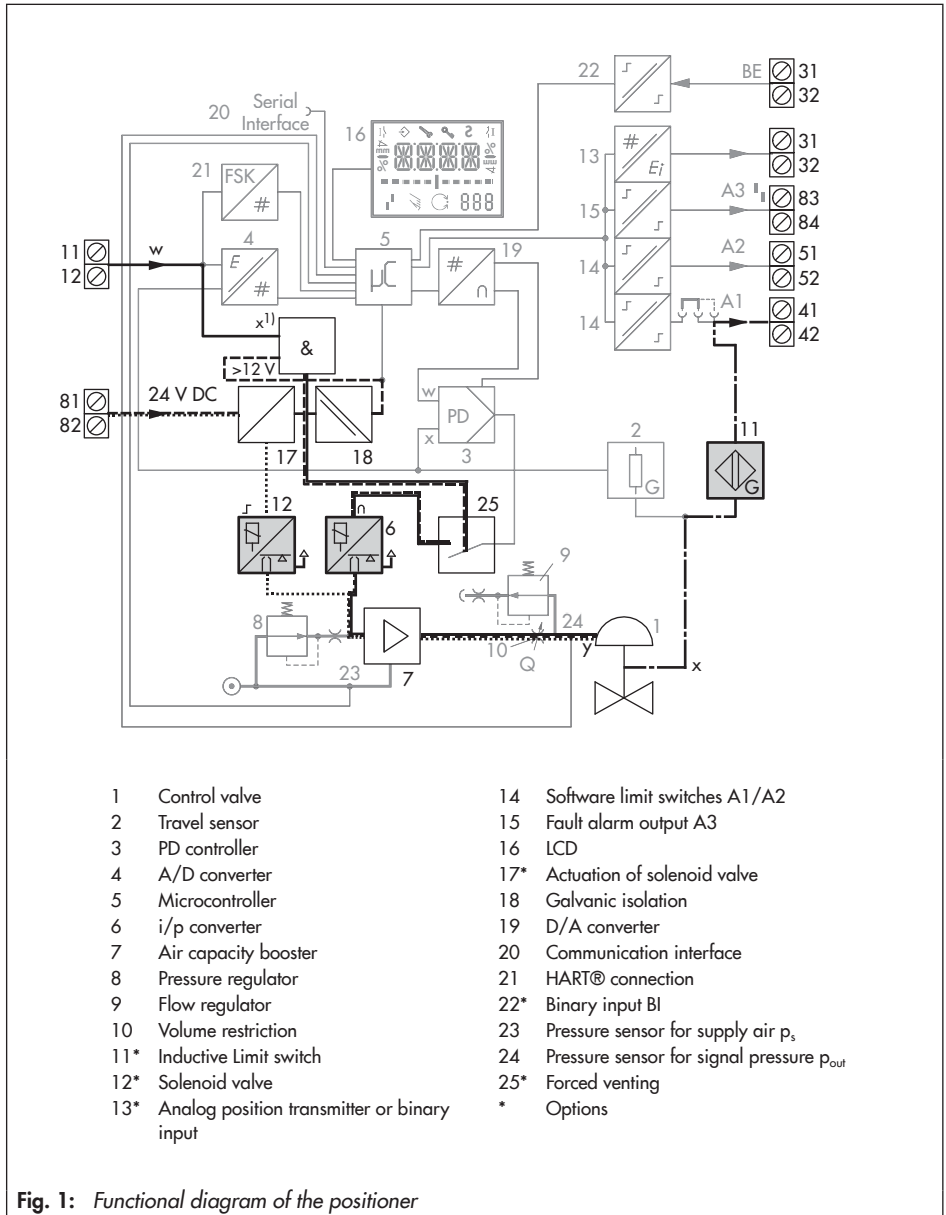 22
BE
31
32
20
Serial
Interface
16
mm
%
888
%
mm
21
FSK
#
13
#
Ei
31
32
15
A3
83
84
11
12
w
4
E
#
5
µC
#
∩
19
14
A2
51
52
14
A1
41
42
x1)
&
>12 V
81
82
24 V DC
17
18
w
PD
x
3
2
G
11
G
12
∩
6
25
9
8
23
7
10
Q
24
y
1
x
1 Control valve
2 Travel sensor
3 PD controller
4 A/D converter
5 Microcontroller
6 i/p converter
7 Air capacity booster
8 Pressure regulator
9 Flow regulator
10 Volume restriction
11* Inductive Limit switch
12* Solenoid valve
13* Analog position transmitter or binary
input
14 Software limit switches A1/A2
15 Fault alarm output A3
16 LCD
17* Actuation of solenoid valve
18 Galvanic isolation
19 D/A converter
20 Communication interface
21 HART® connection
22* Binary input BI
23 Pressure sensor for supply air ps
24 Pressure sensor for signal pressure pout
25* Forced venting
* Options
Fig. 1: Functional diagram of the positioner